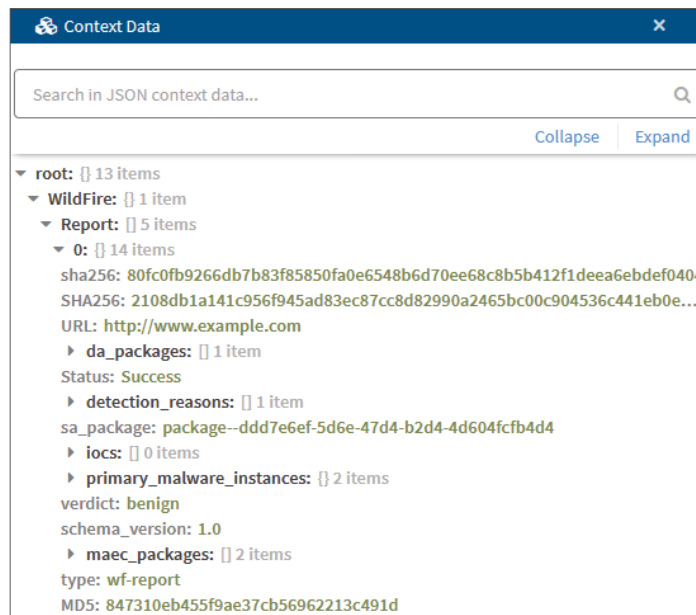 Context Data
Search in JSON context data...
Collapse Expand
root: {} 13 items
WildFire: {} 1 item
Report: [] 5 items
0: {} 14 items
sha256: 80fc0fb9266db7b83f85850fa0e6548b6d70ee68c8b5b412f1deea6ebdef0404
SHA256: 2108db1a141c956f945ad83ec87cc8d82990a2465bc00c904536c441eb0e...
URL: http://www.example.com
da_packages: [] 1 item
Status: Success
detection_reasons: [] 1 item
sa_package: package--ddd7e6ef-5d6e-47d4-b2d4-4d604fcfb4d4
iocs: [] 0 items
primary_malware_instances: {} 2 items
verdict: benign
schema_version: 1.0
maec_packages: [] 2 items
type: wf-report
MD5: 847310eb455f9ae37cb56962213c491d